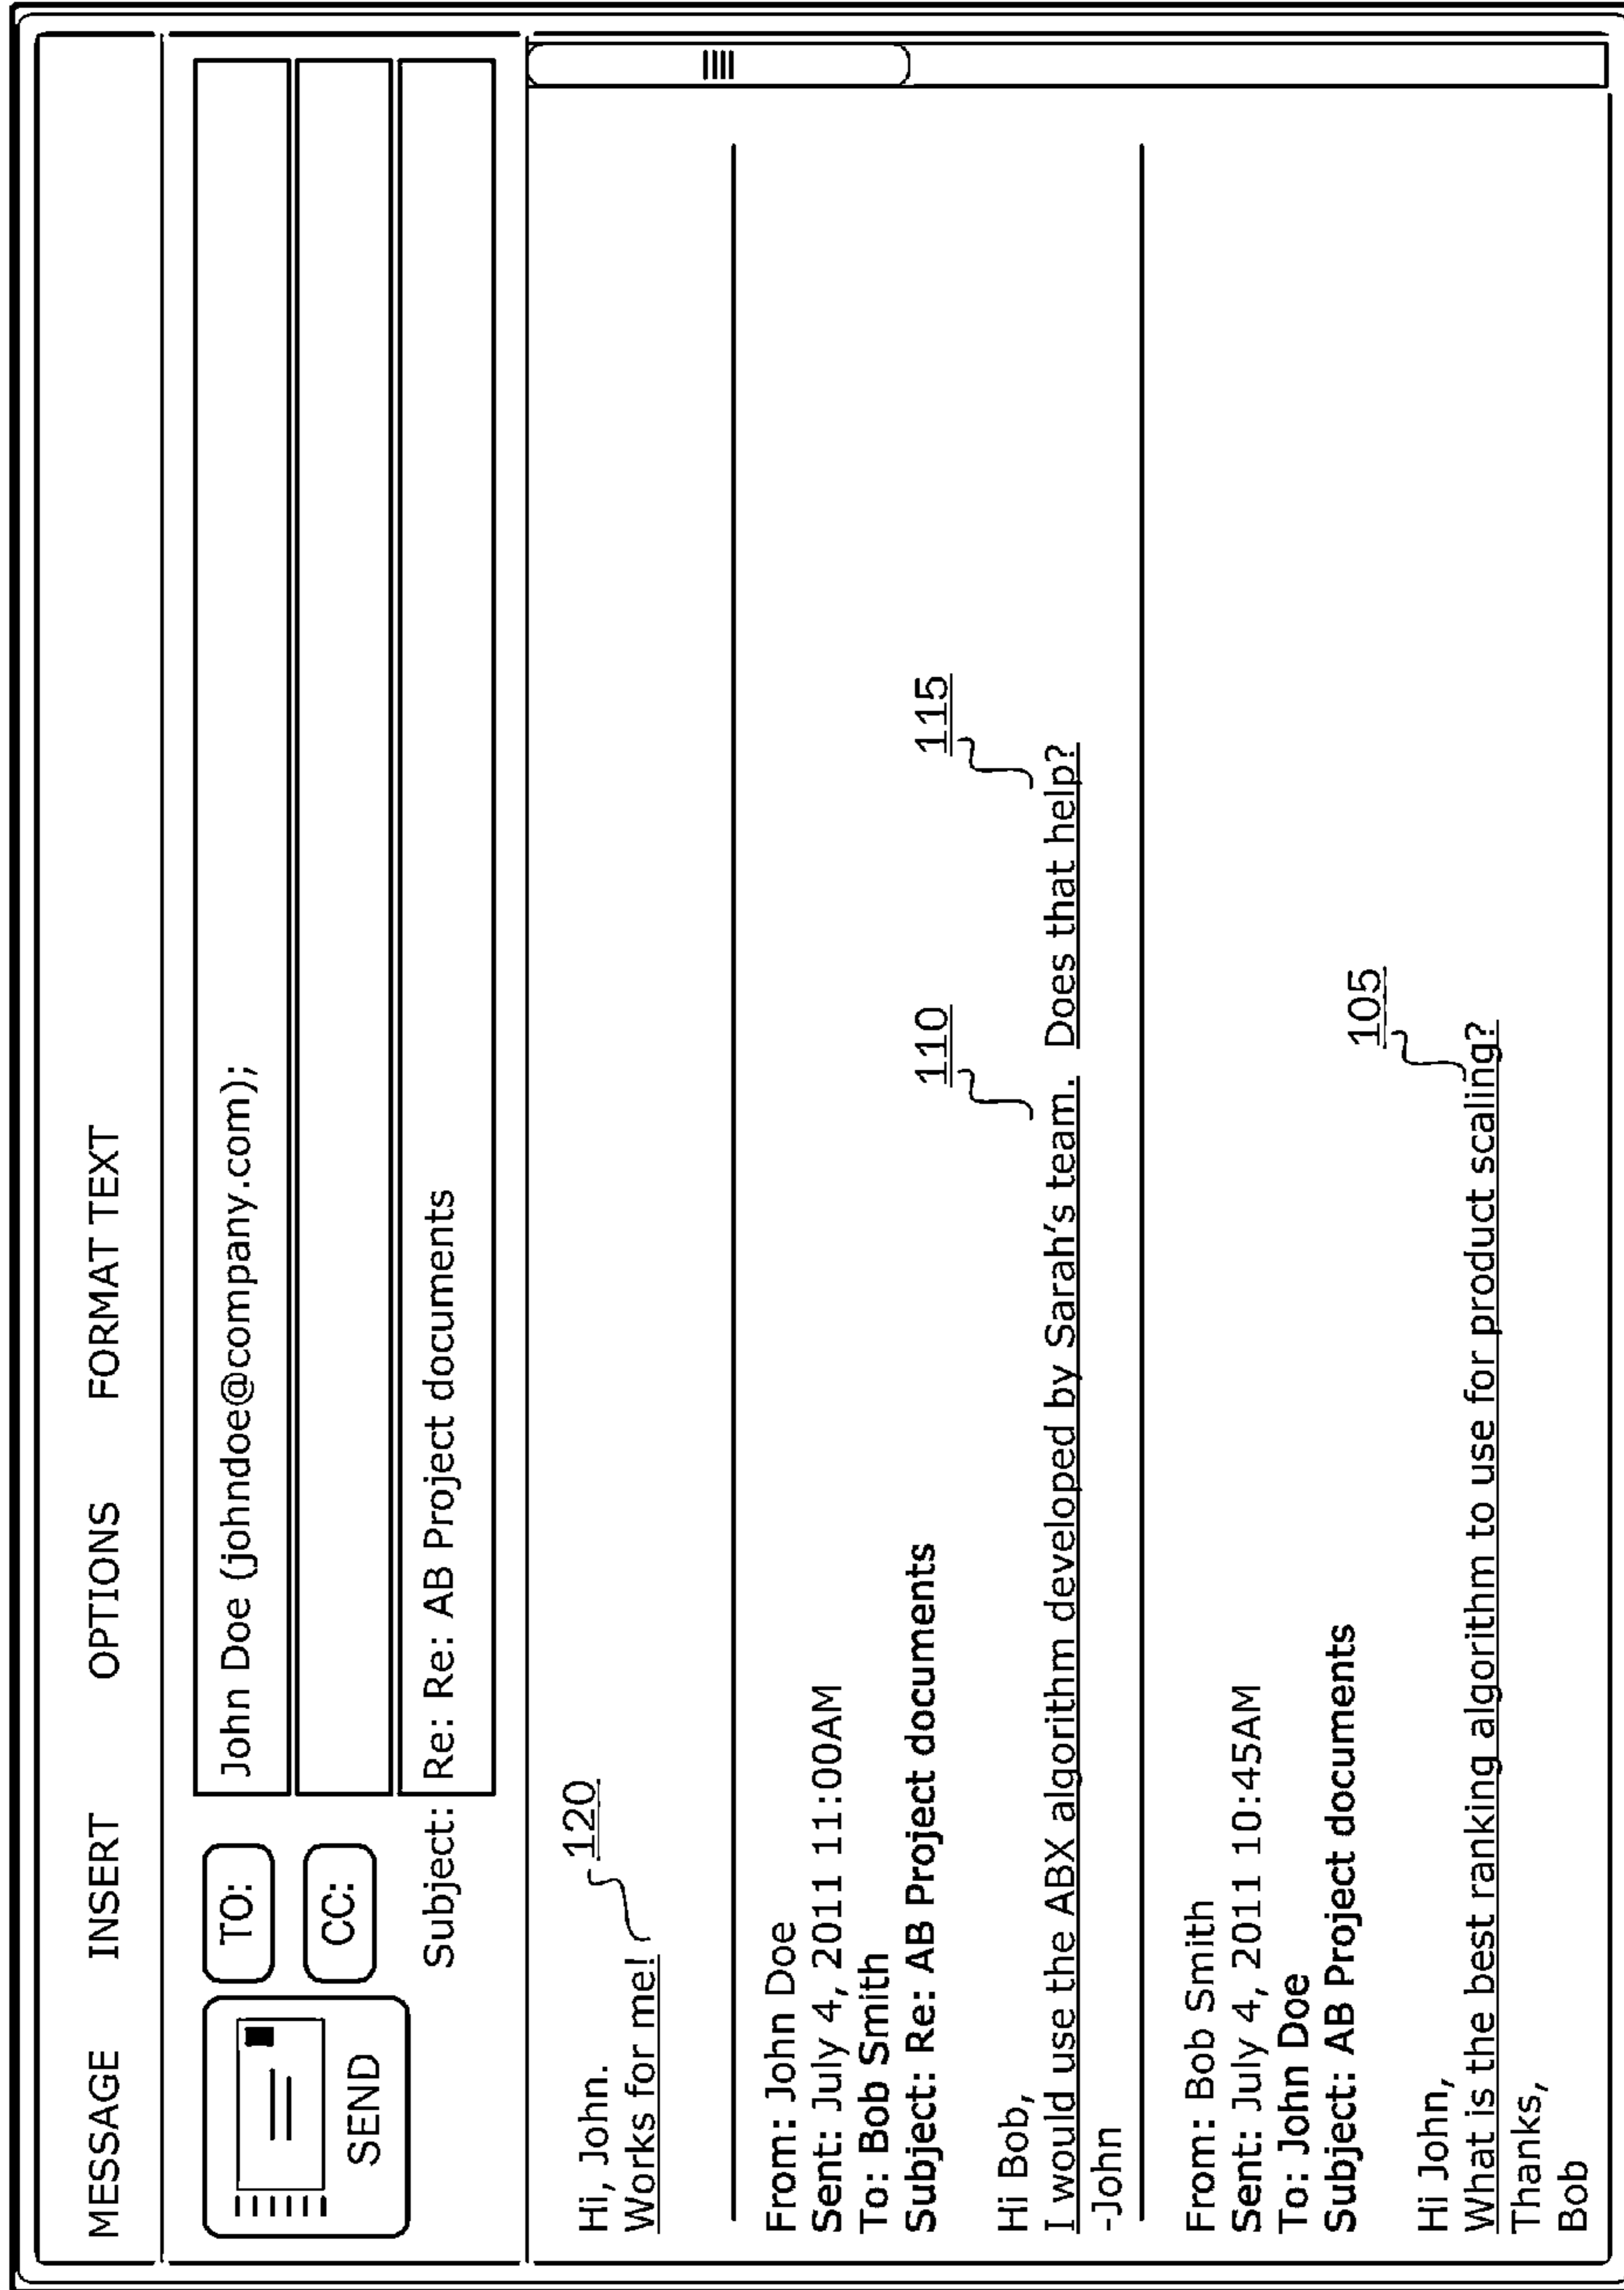 MESSAGE INSERT OPTIONS FORMAT TEXT
SEND
TO: John Doe (johndoe@company.com);
CC:
Subject: Re: Re: AB Project documents
120
Hi, John.
Works for me!
From: John Doe
Sent: July 4, 2011 11:00AM
To: Bob Smith
Subject: Re: AB Project documents
110 115
Hi Bob,
I would use the ABX algorithm developed by Sarah's team. Does that help?
-John
From: Bob Smith
Sent: July 4, 2011 10:45AM
To: John Doe
Subject: AB Project documents
105
Hi John,
What is the best ranking algorithm to use for product scaling?
Thanks,
Bob